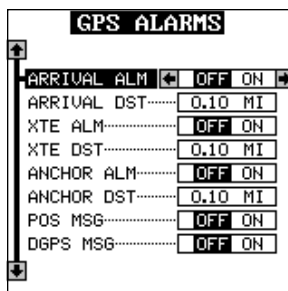 GPS ALARMS
ARRIVAL ALM OFF ON
ARRIVAL DST 0.10 MI
XTE ALM OFF ON
XTE DST 0.10 MI
ANCHOR ALM OFF ON
ANCHOR DST 0.10 MI
POS MSG OFF ON
DGPS MSG OFF ON